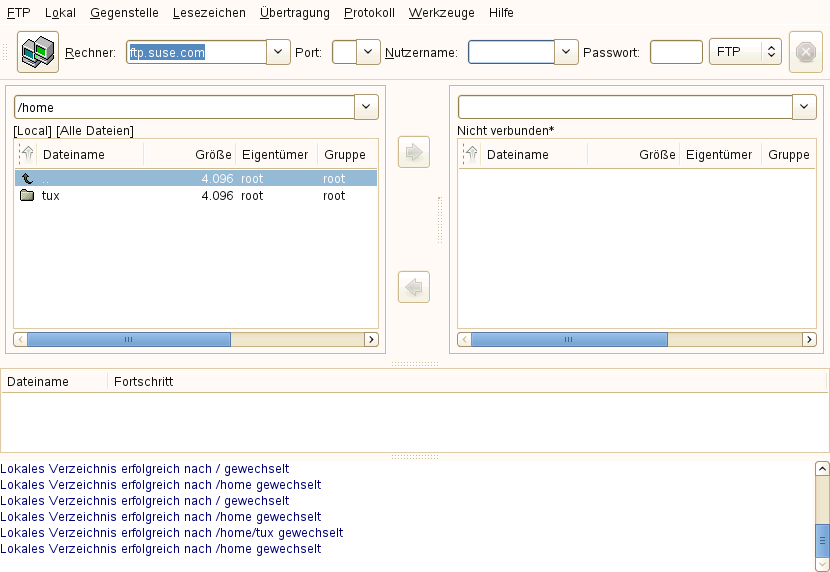 FTP Lokal Gegenstelle Lesezeichen Übertragung Protokoll Werkzeuge Hilfe
Rechner: ftp.suse.com Port: Nutzername: Passwort: FTP
/home
[Local] [Alle Dateien] Nicht verbunden*
Dateiname Größe Eigentümer Gruppe Dateiname Größe Eigentümer Gruppe
.. 4.096 root root
tux 4.096 root root
Dateiname Fortschritt
Lokales Verzeichnis erfolgreich nach / gewechselt
Lokales Verzeichnis erfolgreich nach /home gewechselt
Lokales Verzeichnis erfolgreich nach / gewechselt
Lokales Verzeichnis erfolgreich nach /home gewechselt
Lokales Verzeichnis erfolgreich nach /home/tux gewechselt
Lokales Verzeichnis erfolgreich nach /home gewechselt